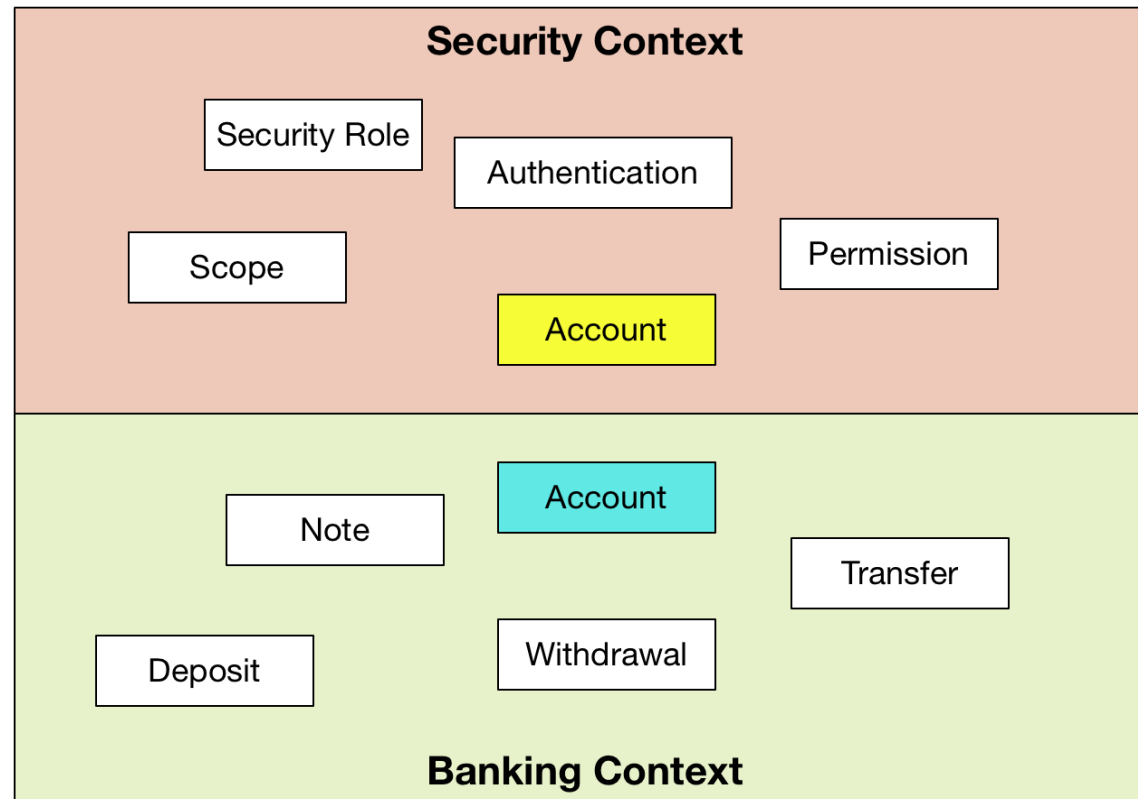 Security Context
Security Role
Authentication
Permission
Scope
Account
Account
Note
Transfer
Withdrawal
Deposit
Banking Context